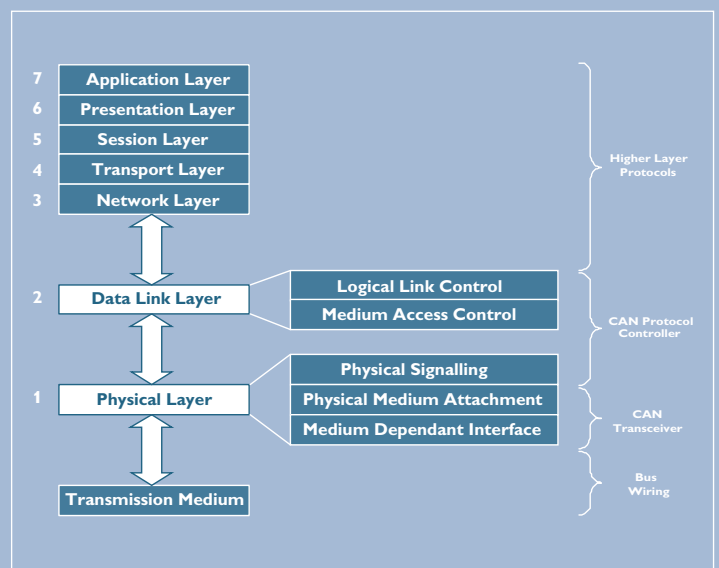 7 Application Layer
6 Presentation Layer
5 Session Layer
4 Transport Layer
3 Network Layer
Higher Layer
Protocols
2 Data Link Layer
Logical Link Control
Medium Access Control
CAN Protocol
Controller
1 Physical Layer
Physical Signalling
Physical Medium Attachment
Medium Dependant Interface
CAN
Transceiver
Transmission Medium
Bus
Wiring